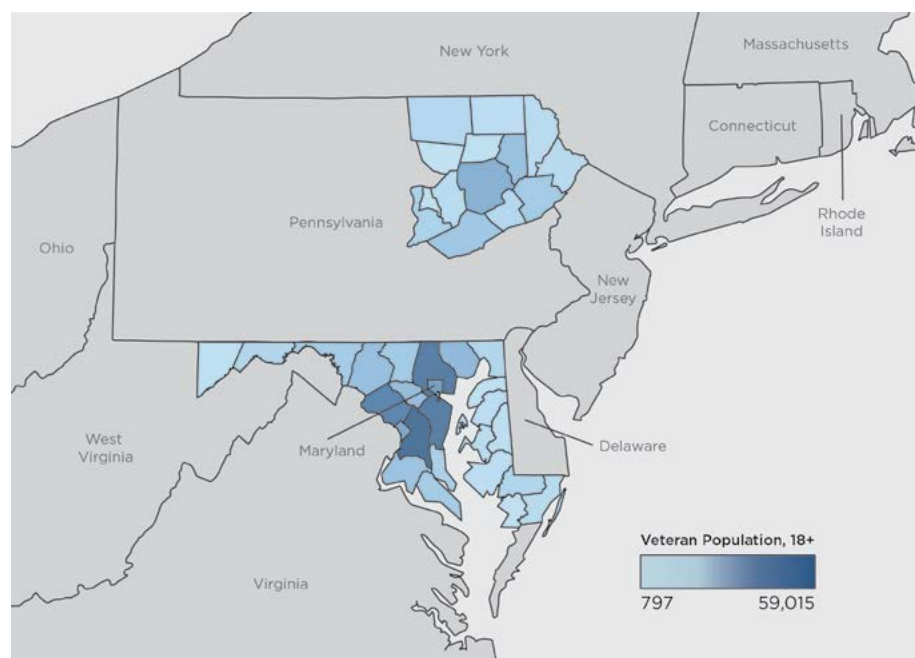 New York
Massachusetts
Connecticut
Rhode
Island
Pennsylvania
Ohio
New
Jersey
West
Virginia
Maryland
Delaware
Virginia
Veteran Population, 18+
797
59,015